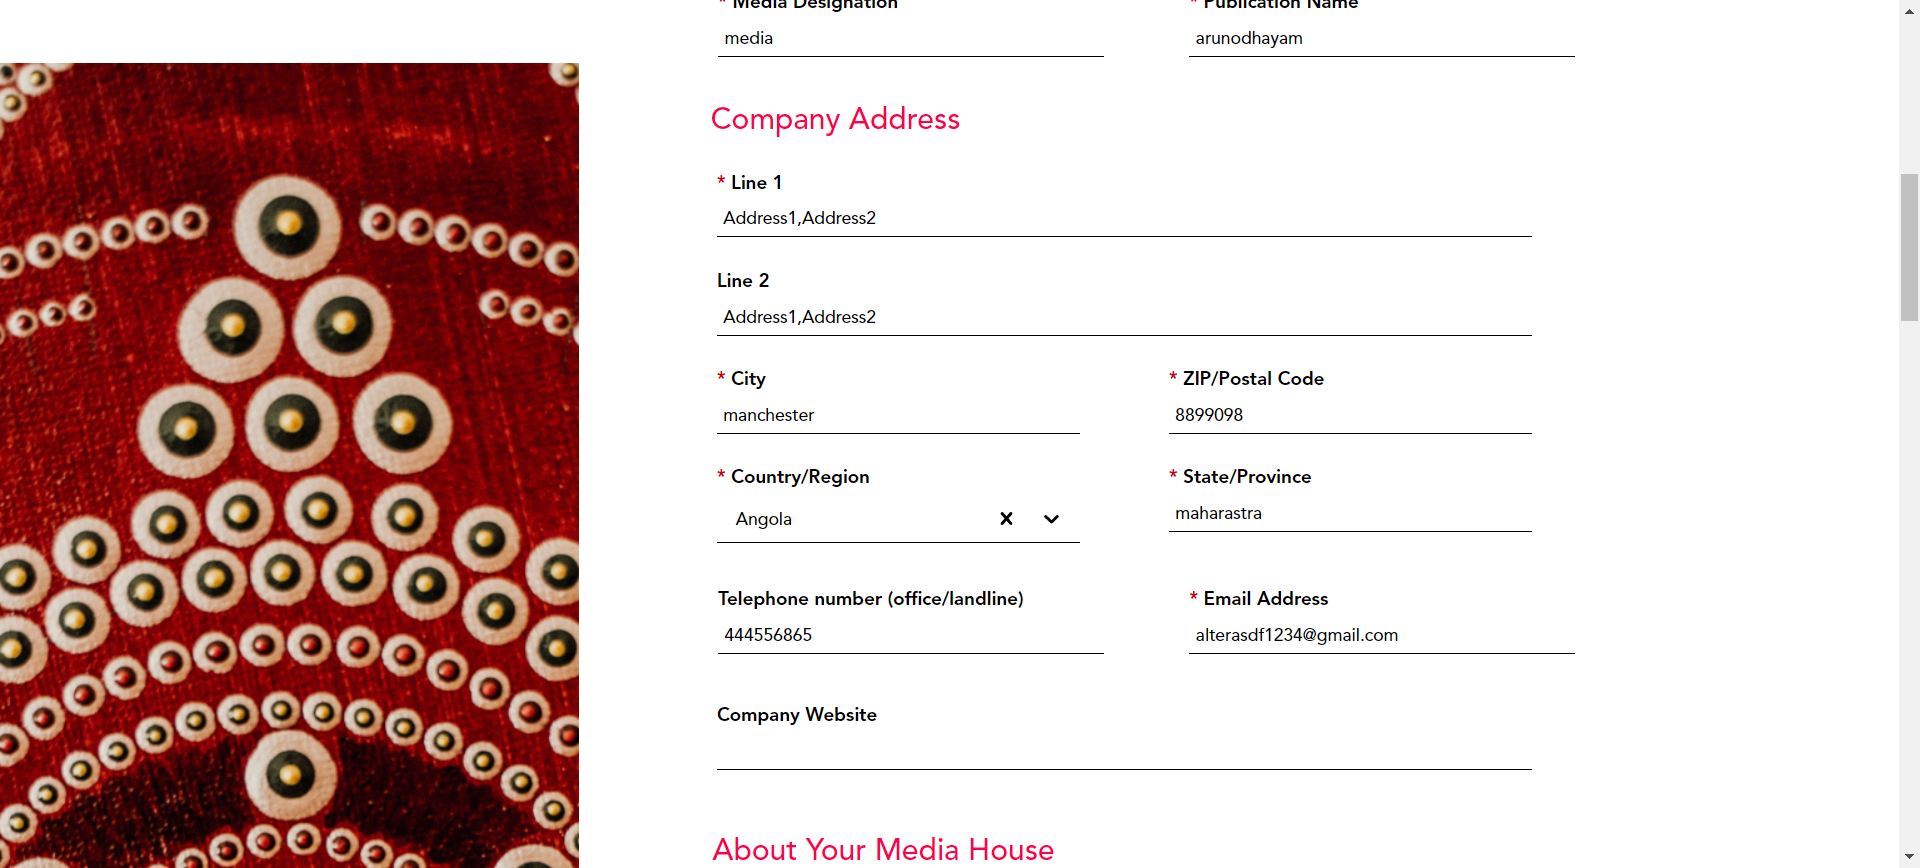 * Media Designation
* Publication Name
media
arunodhayam
Company Address
* Line 1
Address1,Address2
Line 2
Address1,Address2
* City
* ZIP/Postal Code
manchester
8899098
* Country/Region
* State/Province
Angola
maharastra
Telephone number (office/landline)
* Email Address
444556865
alterasdf1234@gmail.com
Company Website
About Your Media House